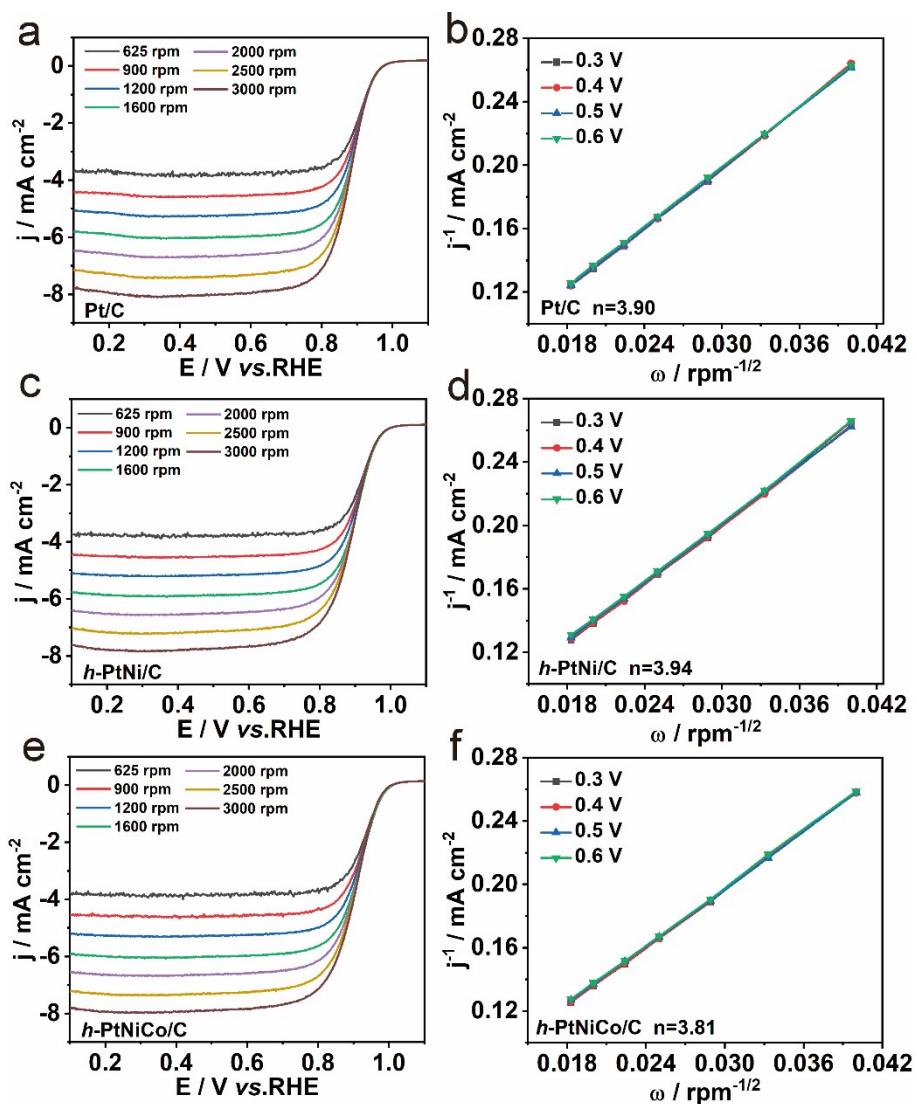 a
625 rpm
900 rpm
1200 rpm
1600 rpm
2000 rpm
2500 rpm
3000 rpm
j / mA cm-2
0
-2
-4
-6
-8
Pt/C
0.2 0.4 0.6 0.8 1.0
E / V vs.RHE
b
0.3 V
0.4 V
0.5 V
0.6 V
j-1 / mA cm-2
0.28
0.24
0.20
0.16
0.12
Pt/C n=3.90
0.018 0.024 0.030 0.036 0.042
ω / rpm-1/2
c
625 rpm
900 rpm
1200 rpm
1600 rpm
2000 rpm
2500 rpm
3000 rpm
j / mA cm-2
0
-2
-4
-6
-8
h-PtNi/C
0.2 0.4 0.6 0.8 1.0
E / V vs.RHE
d
0.3 V
0.4 V
0.5 V
0.6 V
j-1 / mA cm-2
0.28
0.24
0.20
0.16
0.12
h-PtNi/C n=3.94
0.018 0.024 0.030 0.036 0.042
ω / rpm-1/2
e
625 rpm
900 rpm
1200 rpm
1600 rpm
2000 rpm
2500 rpm
3000 rpm
j / mA cm-2
0
-2
-4
-6
-8
h-PtNiCo/C
0.2 0.4 0.6 0.8 1.0
E / V vs.RHE
f
0.3 V
0.4 V
0.5 V
0.6 V
j-1 / mA cm-2
0.28
0.24
0.20
0.16
0.12
h-PtNiCo/C n=3.81
0.018 0.024 0.030 0.036 0.042
ω / rpm-1/2